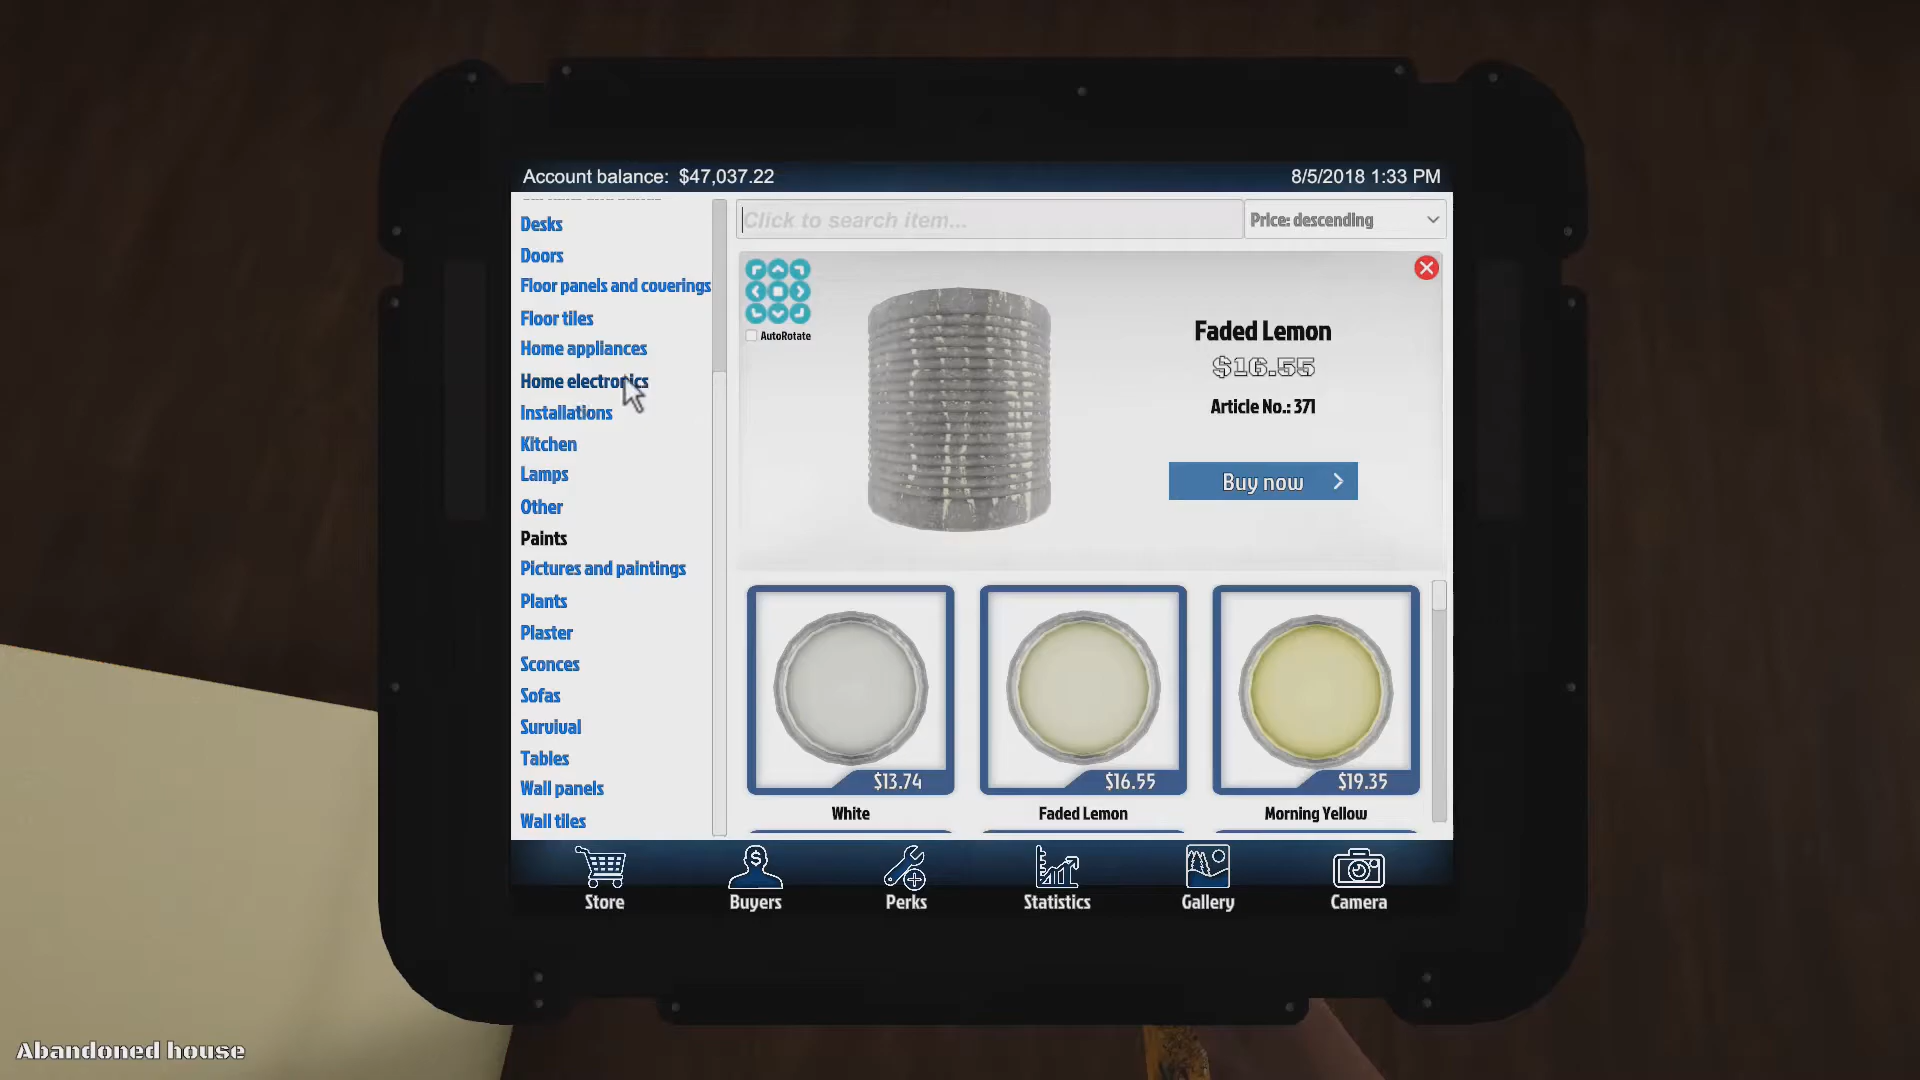 Account balance: $47,037.22
8/5/2018 1:33 PM
Desks
Doors
Floor panels and coverings
Floor tiles
Home appliances
Home electronics
Installations
Kitchen
Lamps
Other
Paints
Pictures and paintings
Plants
Plaster
Sconces
Sofas
Survival
Tables
Wall panels
Wall tiles
Click to search item...
Price: descending
AutoRotate
Faded Lemon
$16.55
Article No.: 371
Buy now
$13.74
$16.55
$19.35
White
Faded Lemon
Morning Yellow
Store
Buyers
Perks
Statistics
Gallery
Camera
Abandoned house